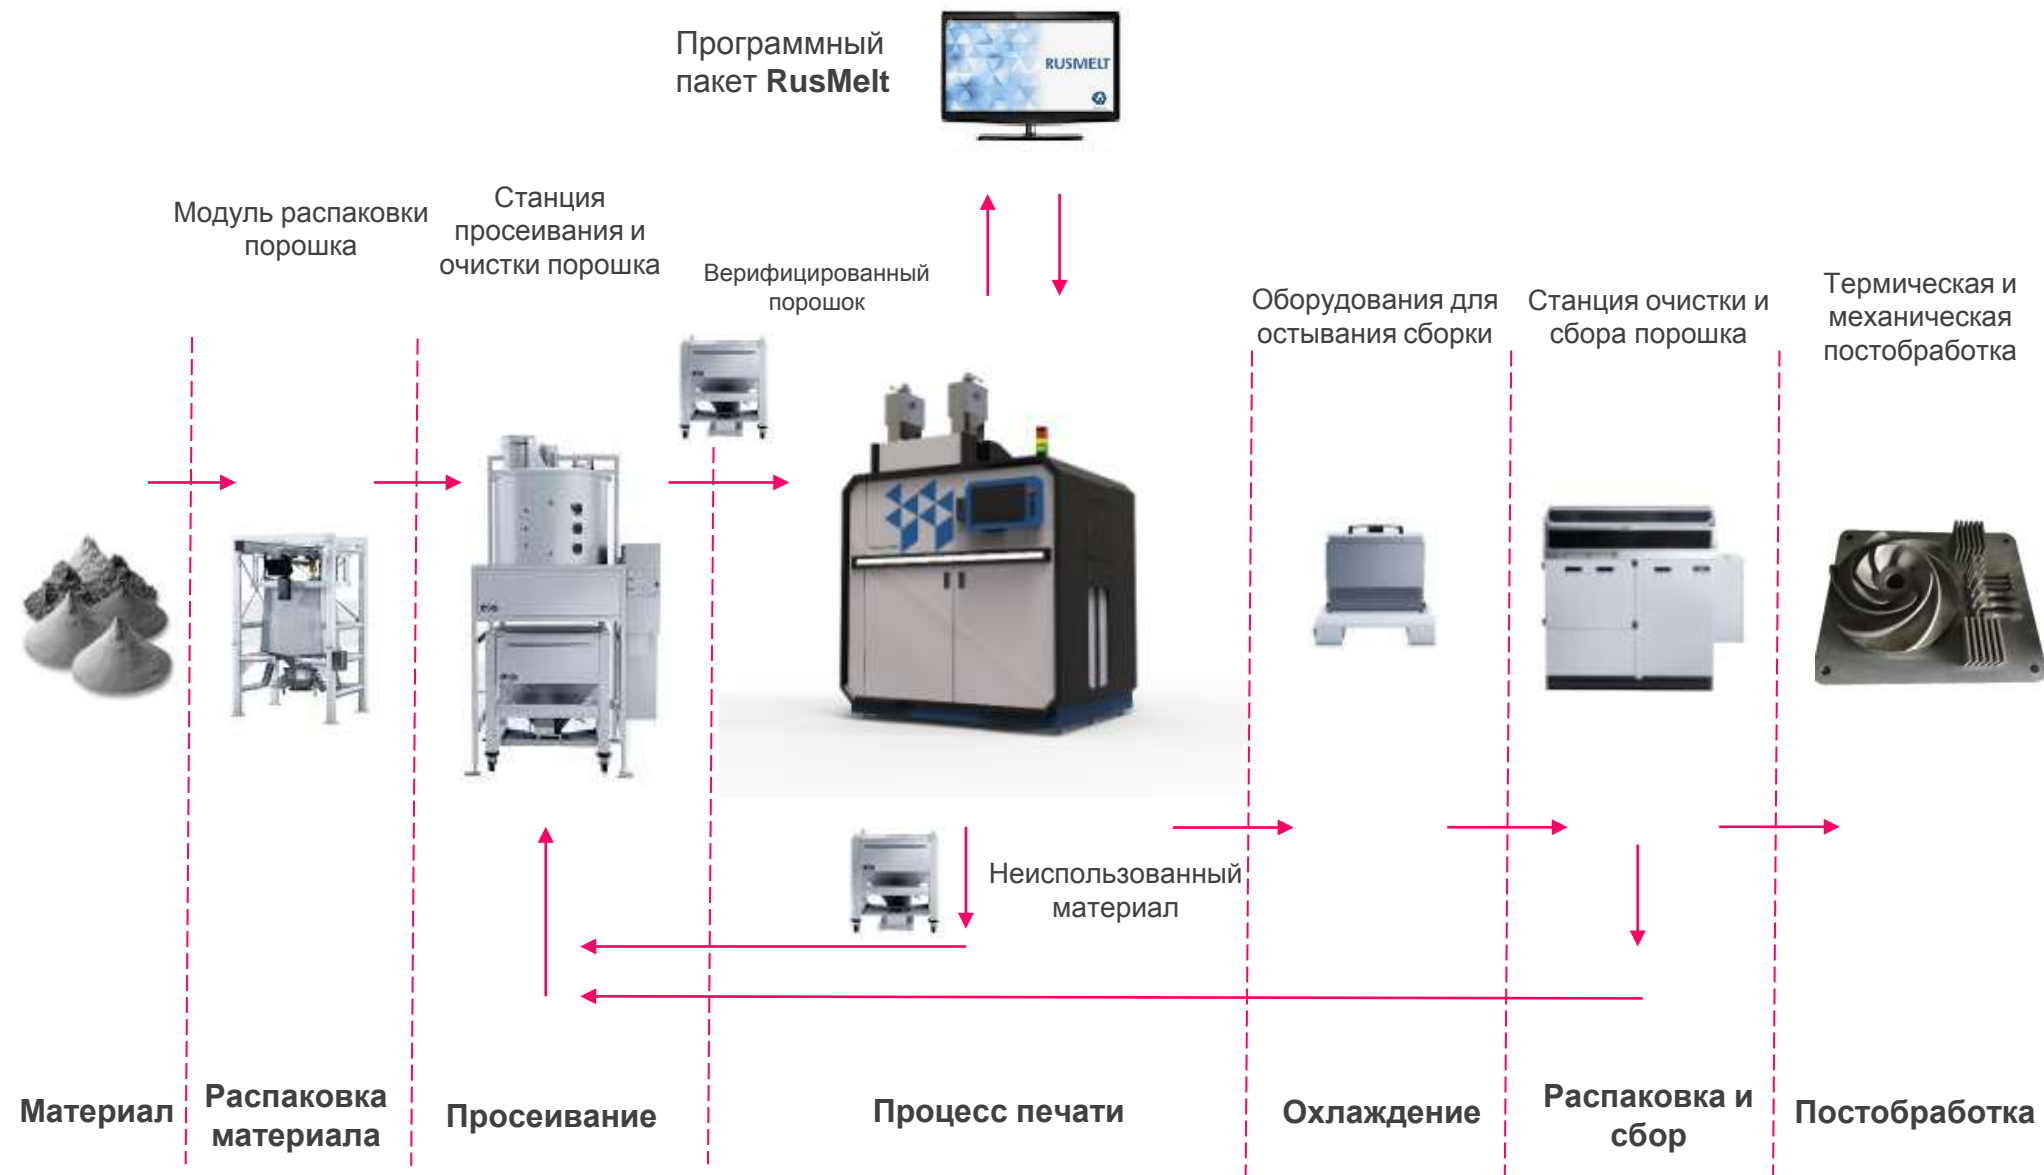 Программный
пакет RusMelt
RUSMELT
Модуль распаковки
порошка
Станция
просеивания и
очистки порошка
Верифицированный
порошок
Оборудования для
остывания сборки
Станция очистки и
сбора порошка
Термическая и
механическая
постобработка
Неиспользованный
материал
Материал
Распаковка
материала
Просеивание
Процесс печати
Охлаждение
Распаковка и
сбор
Постобработка